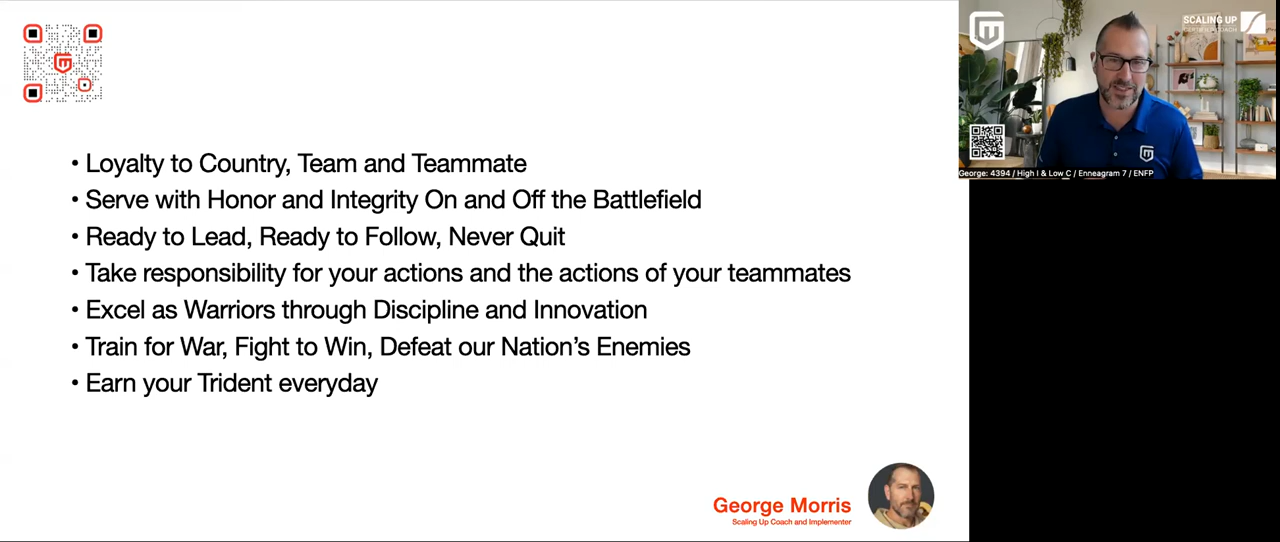 • Loyalty to Country, Team and Teammate
• Serve with Honor and Integrity On and Off the Battlefield
• Ready to Lead, Ready to Follow, Never Quit
• Take responsibility for your actions and the actions of your teammates
• Excel as Warriors through Discipline and Innovation
• Train for War, Fight to Win, Defeat our Nation’s Enemies
• Earn your Trident everyday
George Morris
Scaling Up Coach and Implementer
SCALING UP
George: 4394 / High I & Low C / Enneagram 7 / ENFP